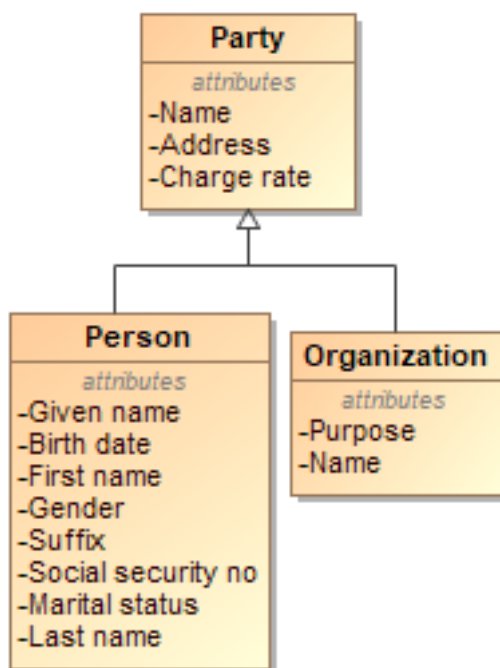 Party
attributes
-Name
-Address
-Charge rate
Person
attributes
-Given name
-Birth date
-First name
-Gender
-Suffix
-Social security no
-Marital status
-Last name
Organization
attributes
-Purpose
-Name